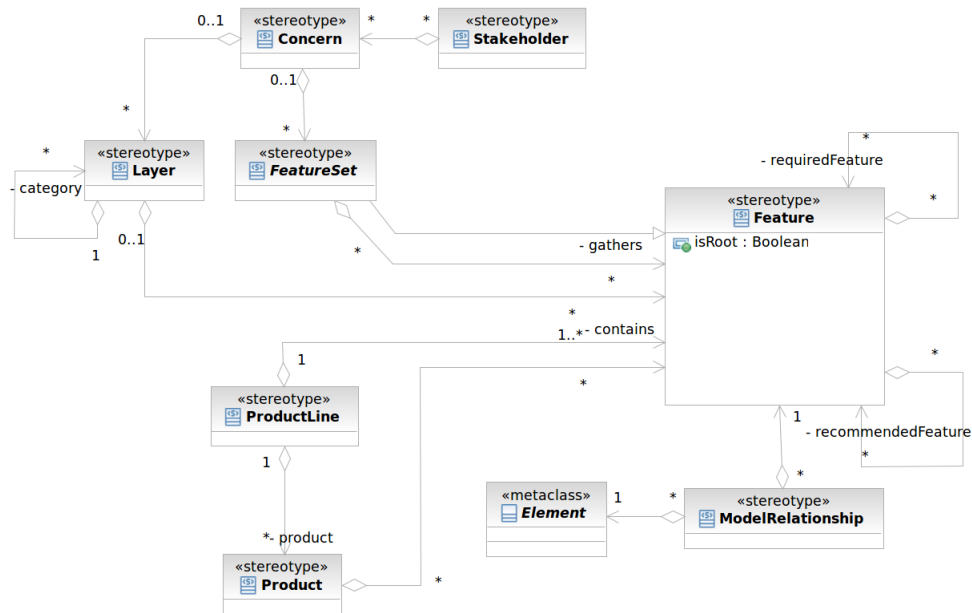 0..1
«stereotype»
Concern
*
*
«stereotype»
Stakeholder
0..1
*
*
*
«stereotype»
Layer
- category
«stereotype»
FeatureSet
*
- requiredFeature
«stereotype»
Feature
*
isRoot : Boolean
0..1
1
*
- gathers
*
*
1..*
- contains
1
*
*
«stereotype»
ProductLine
1
1
- recommendedFeature
*
*
«metaclass»
Element
1
*
«stereotype»
ModelRelationship
*- product
«stereotype»
Product
*